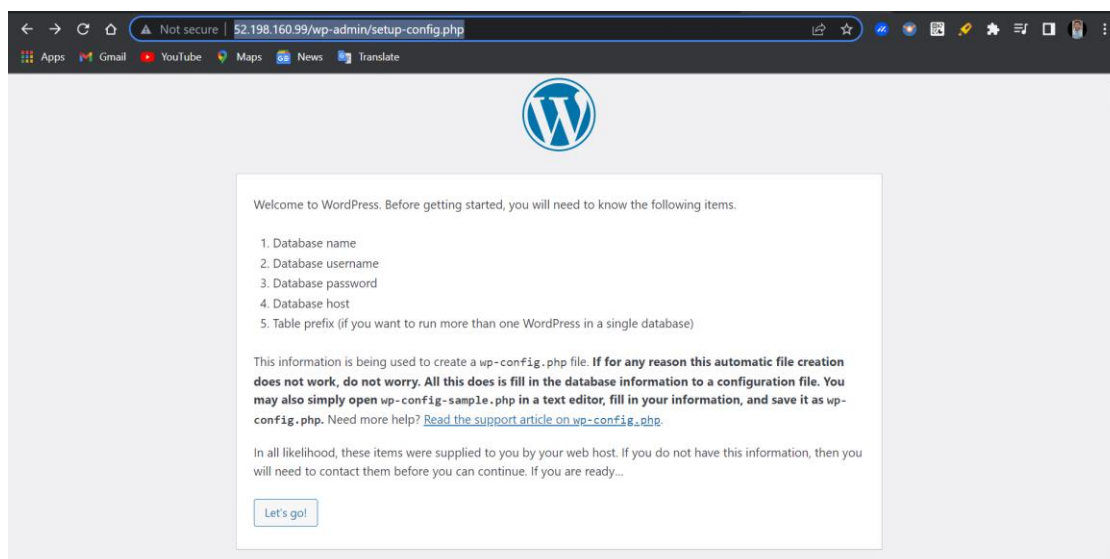 Not secure | 52.198.160.99/wp-admin/setup-config.php
Apps Gmail YouTube Maps News Translate
Welcome to WordPress. Before getting started, you will need to know the following items.
1. Database name
2. Database username
3. Database password
4. Database host
5. Table prefix (if you want to run more than one WordPress in a single database)
This information is being used to create a wp-config.php file. If for any reason this automatic file creation
does not work, do not worry. All this does is fill in the database information to a configuration file. You
may also simply open wp-config-sample.php in a text editor, fill in your information, and save it as wp-
config.php. Need more help? Read the support article on wp-config.php.
In all likelihood, these items were supplied to you by your web host. If you do not have this information, then you
will need to contact them before you can continue. If you are ready...
Let's go!